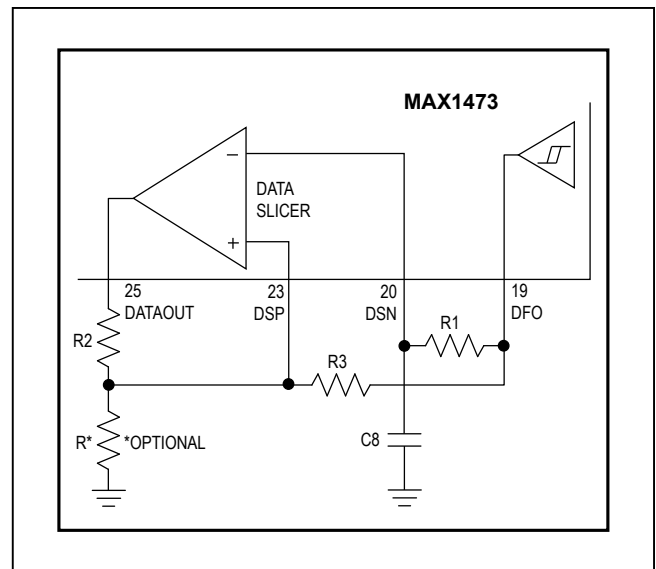 MAX1473
−
DATA
SLICER
+
25
DATAOUT
23
DSP
20
DSN
19
DFO
R2
R1
R3
R*
*OPTIONAL
C8